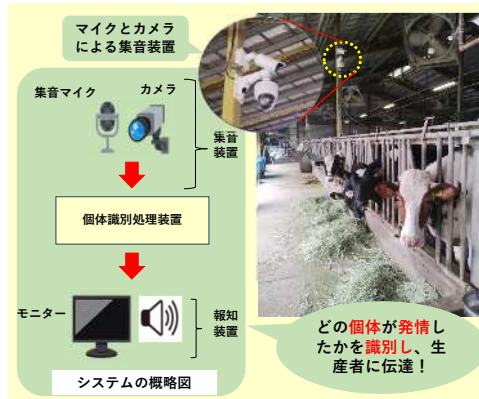 マイクとカメラ
による集音装置
集音マイク
カメラ
集音
装置
個体識別処理装置
モニター
報知
装置
システムの概略図
どの個体が発情し
たかを識別し、生
産者に伝達！